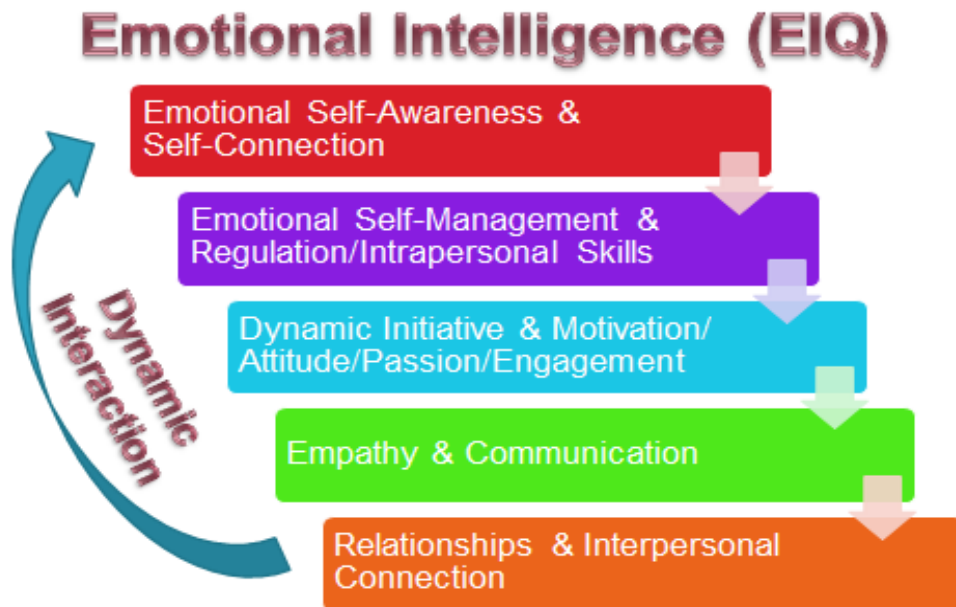 Emotional Intelligence (EIQ)
Emotional Self-Awareness &
Self-Connection
Emotional Self-Management &
Regulation/Intrapersonal Skills
Dynamic Initiative & Motivation/
Attitude/Passion/Engagement
Empathy & Communication
Relationships & Interpersonal
Connection
Dynamic
Interaction